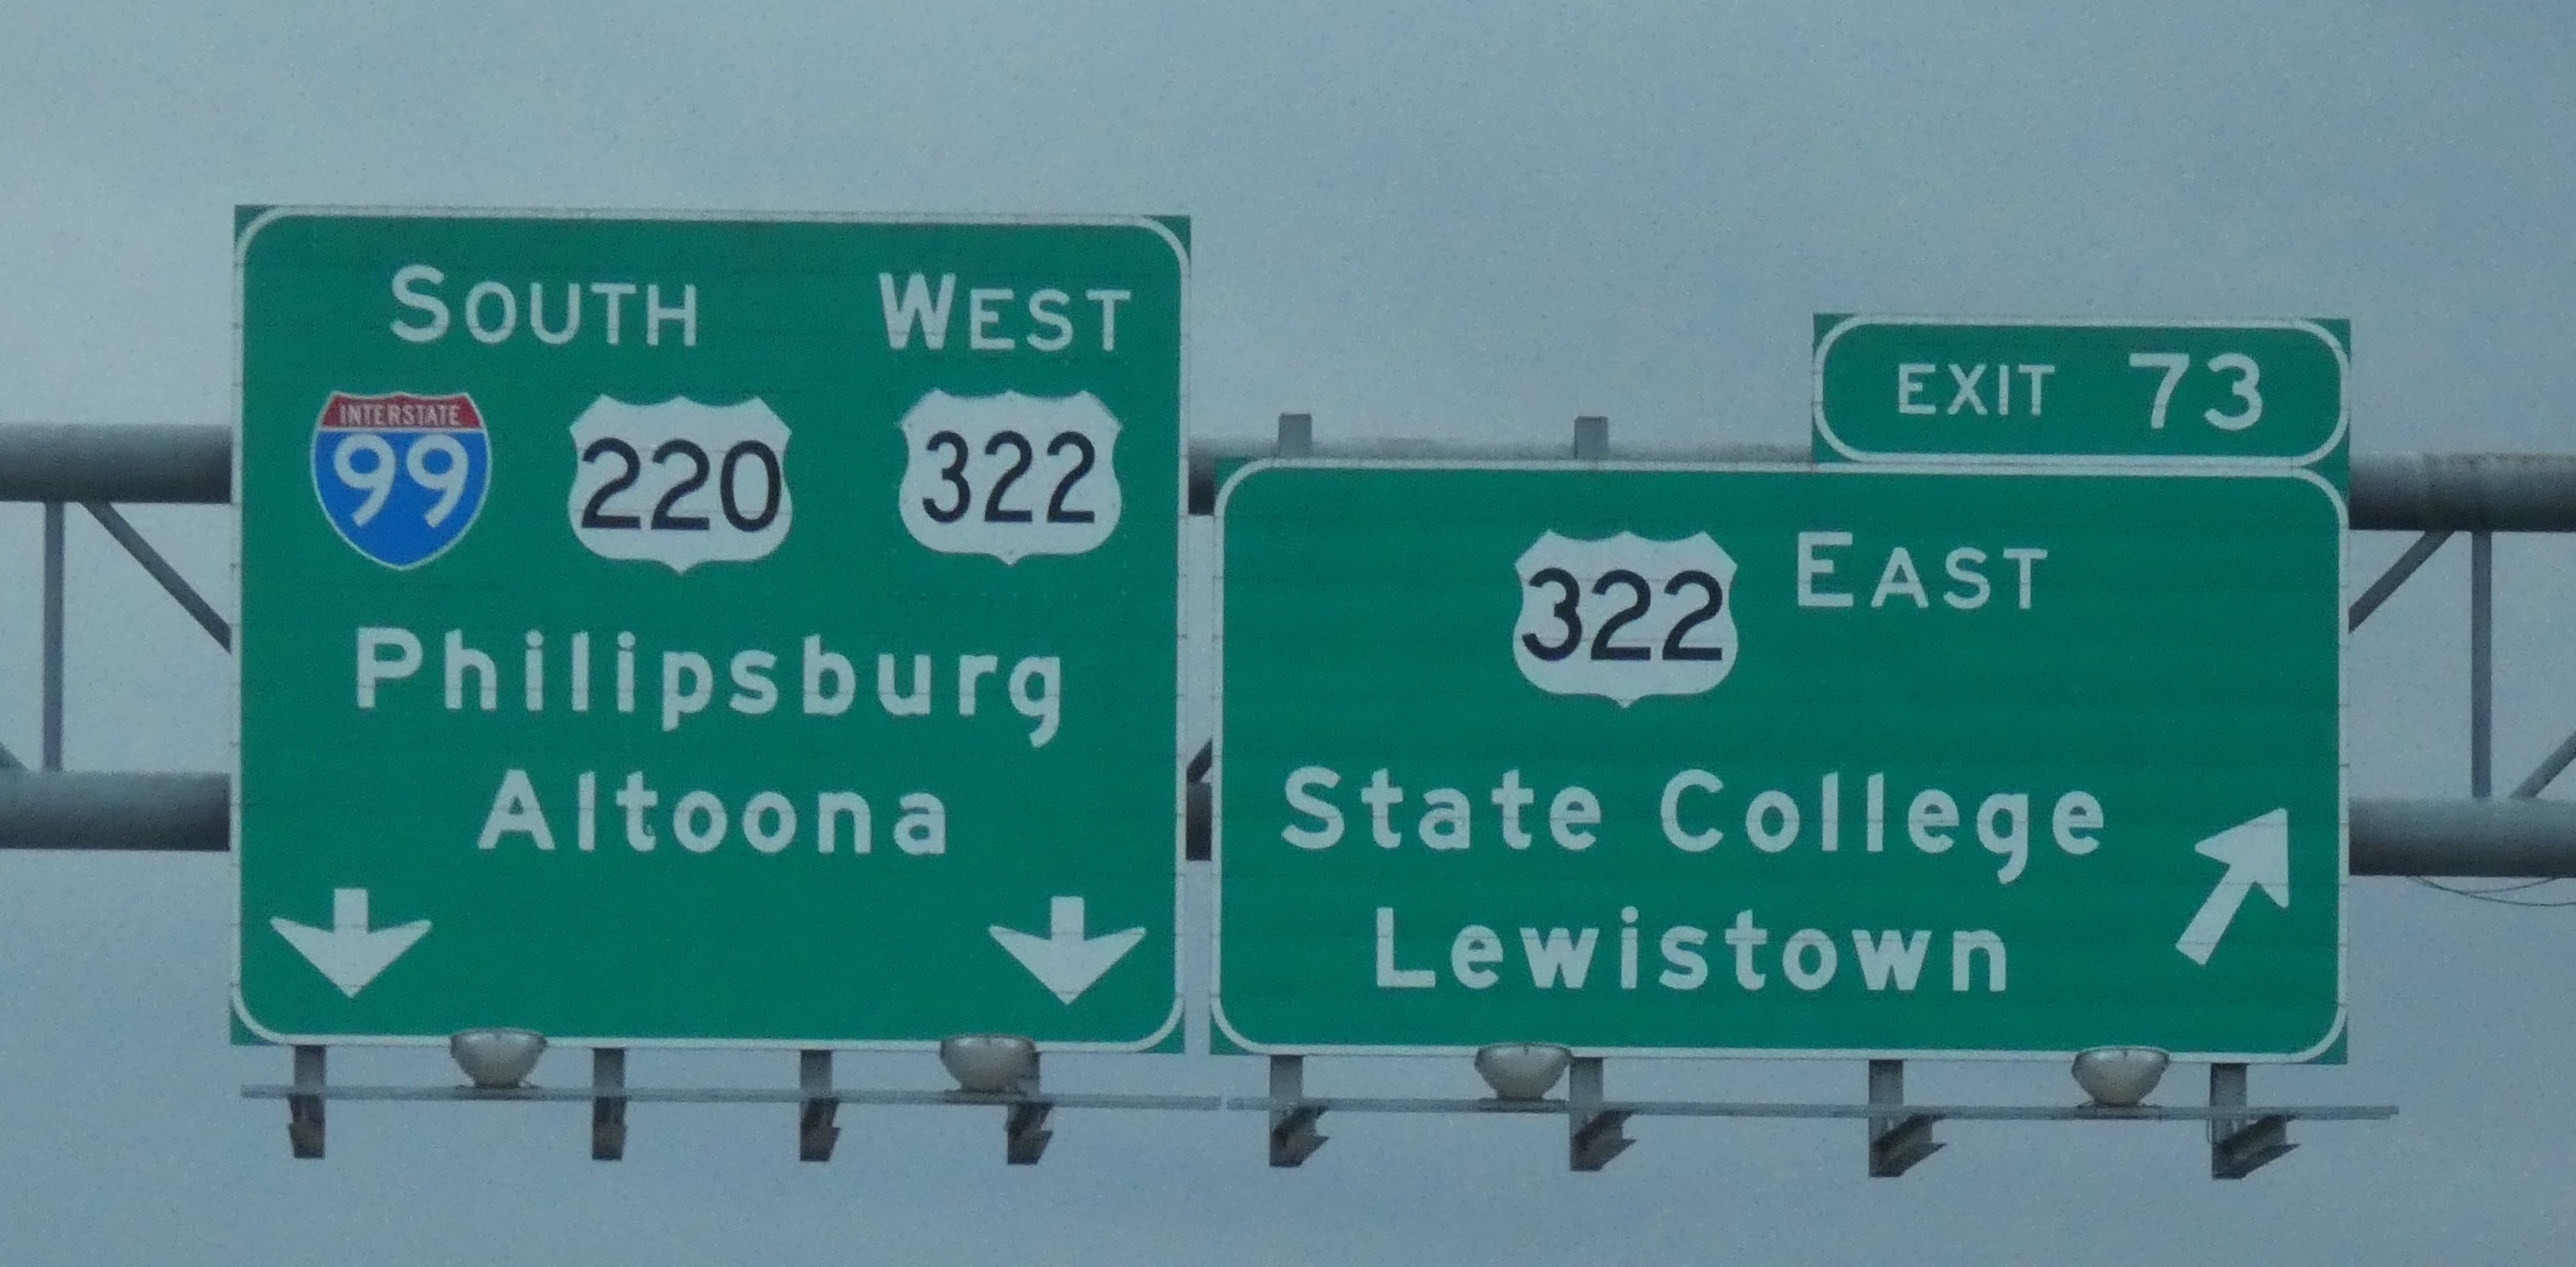 SOUTH WEST
INTERSTATE
99 220 322
Philipsburg
Altoona
EXIT 73
322 EAST
State College
Lewistown